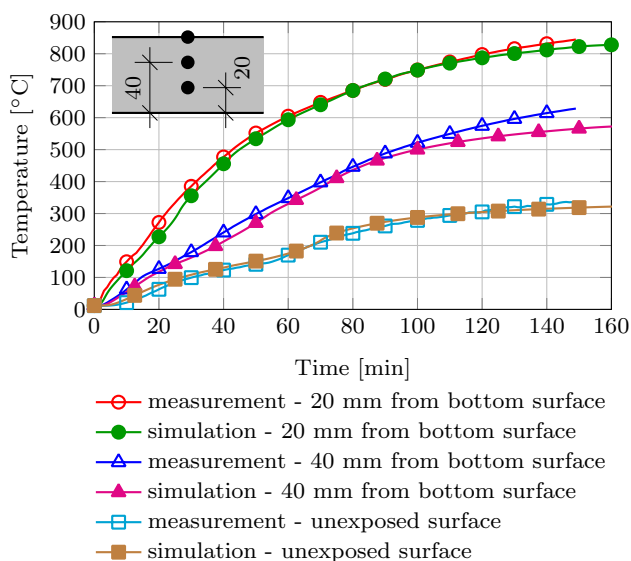 900
800
700
600
500
400
300
200
100
0
Temperature [°C]
40
20
0 20 40 60 80 100 120 140 160
Time [min]
measurement - 20 mm from bottom surface
simulation - 20 mm from bottom surface
measurement - 40 mm from bottom surface
simulation - 40 mm from bottom surface
measurement - unexposed surface
simulation - unexposed surface